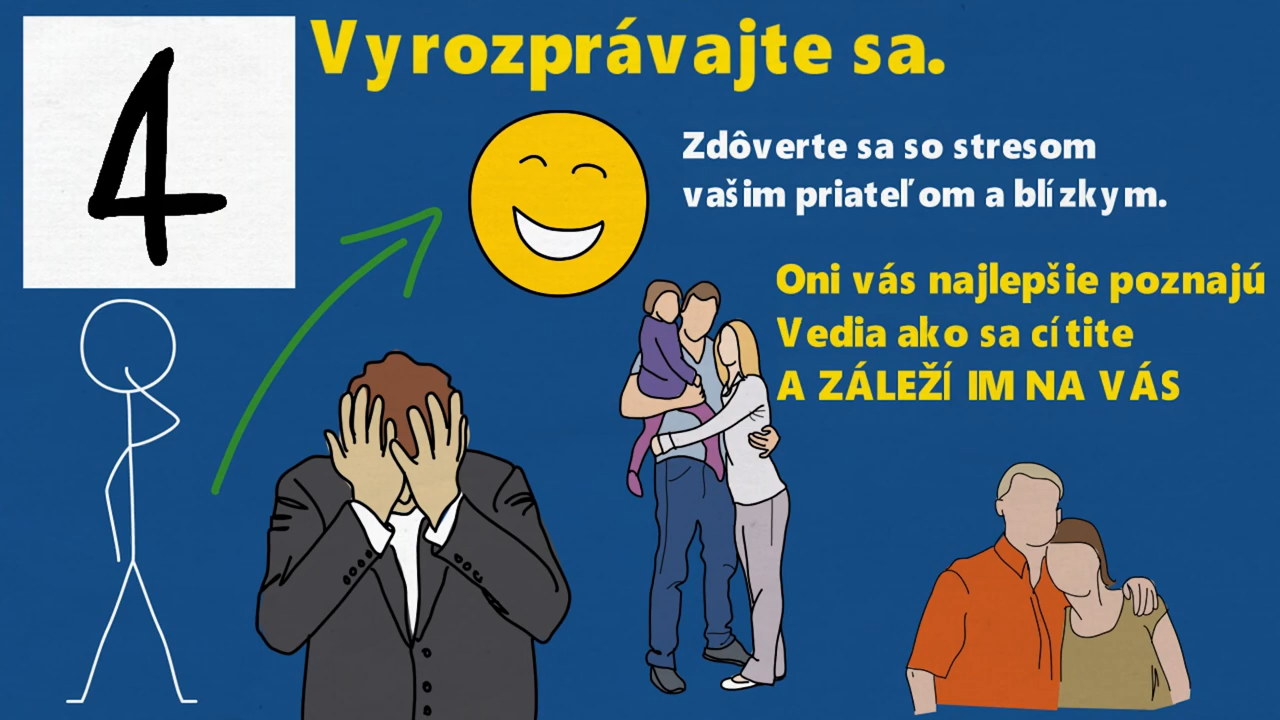 4
Vyrozprávajte sa.
Zdôverte sa so stresom
vašim priateľom a blízkym.
Oni vás najlepšie poznajú
Vedia ako sa cítite
A ZÁLEŽÍ IM NA VÁS